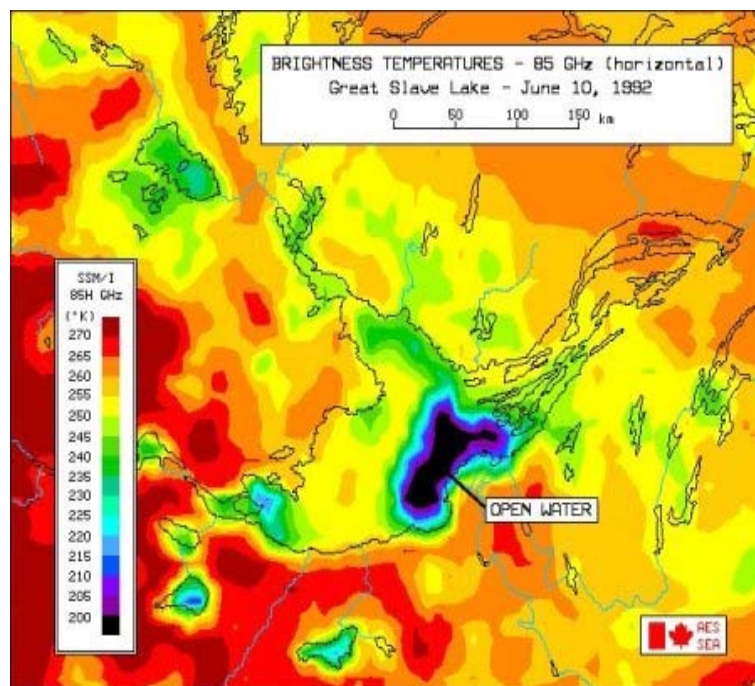 BRIGHTNESS TEMPERATURES - 85 GHz (horizontal)
Great Slave Lake - June 10, 1992
0 50 100 150 km
SSM/I
85H GHz
(°K)
270
265
260
255
250
245
240
235
230
225
220
215
210
205
200
OPEN WATER
AES
SEA